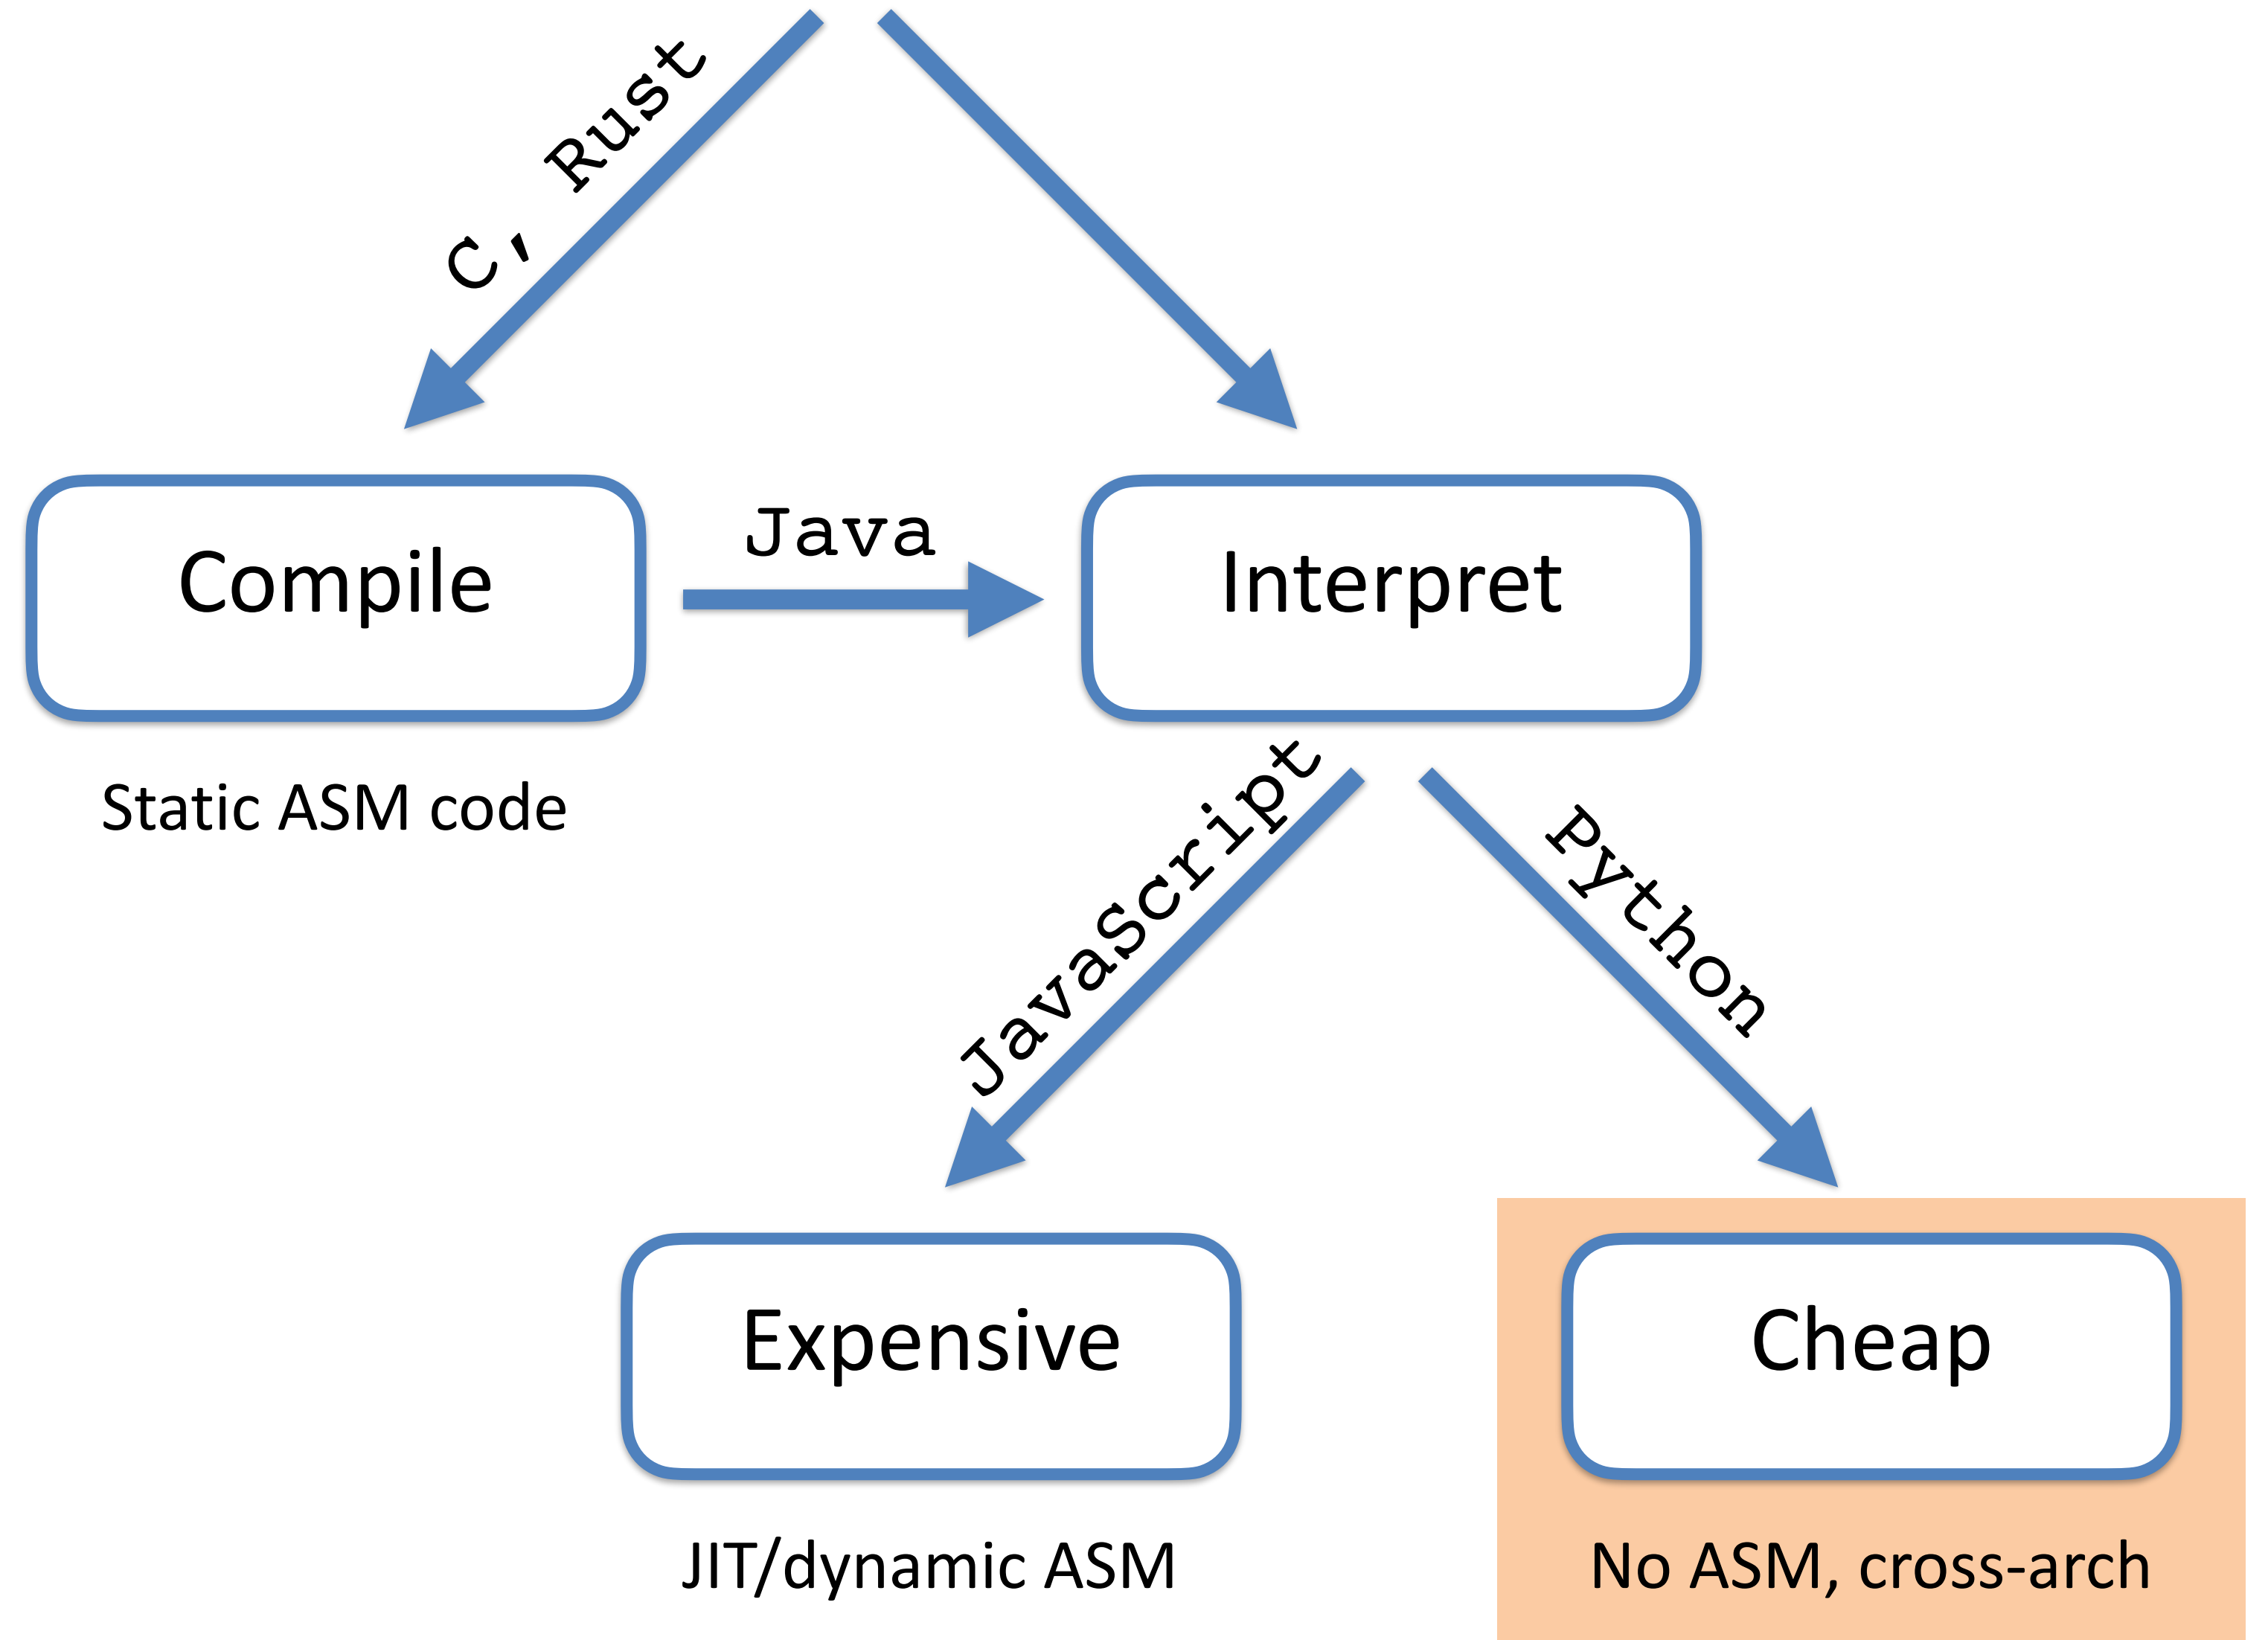 C, Rust
Compile
Java
Interpret
Static ASM code
JavaScript
Python
Expensive
Cheap
JIT/dynamic ASM
No ASM, cross-arch